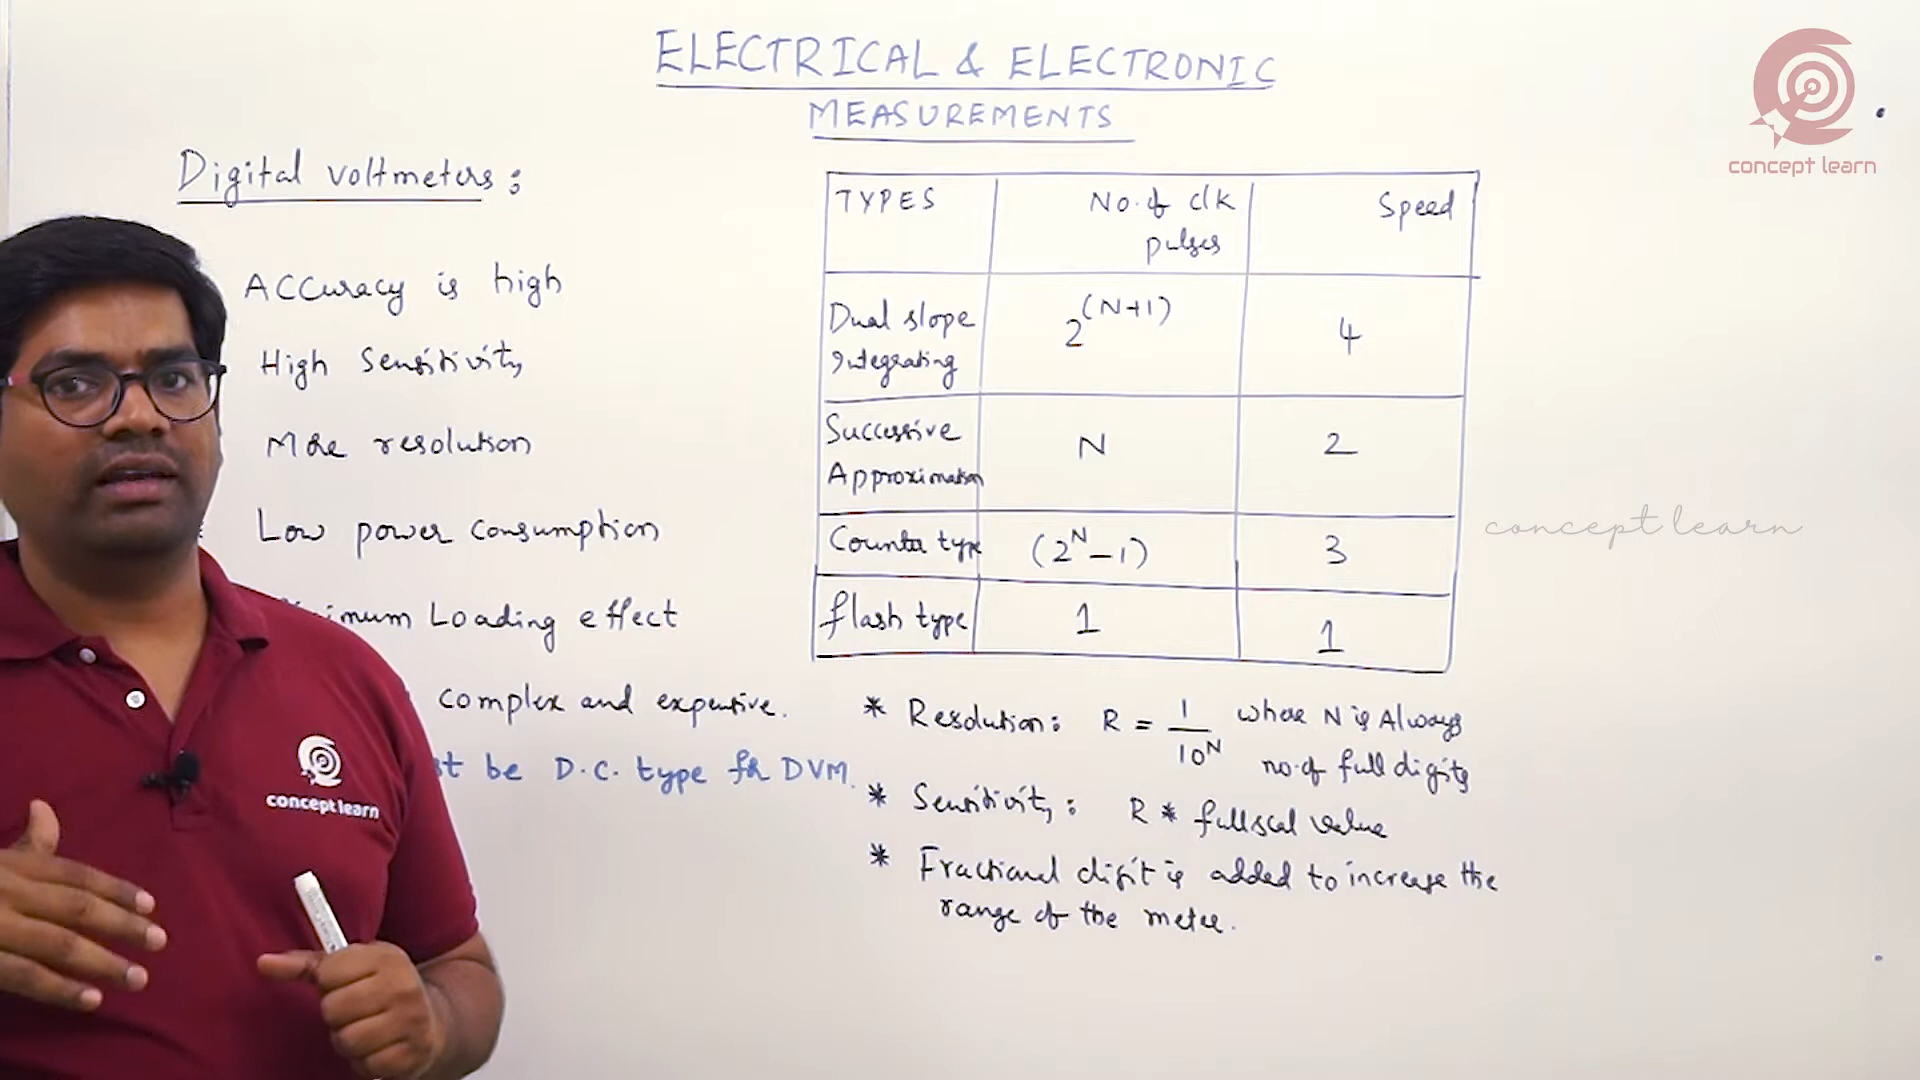 ELECTRICAL & ELECTRONIC
MEASUREMENTS
concept learn
Digital voltmeters:
Accuracy is high
High Sensitivity
More resolution
Low power Consumption
Loading effect
complex and expensive.
be D.C. type for DVM.
TYPES No. of clk pulses Speed
Dual slope Integrating 2^(N+1) 4
Successive Approximation N 2
Counter type (2^N-1) 3
flash type 1 1
* Resolution: R = 1/10^N where N is Always
no. of full digits
* Sensitivity: R * fullscal value
* Fractional digit is added to increase the
range of the meter.
concept learn
concept learn